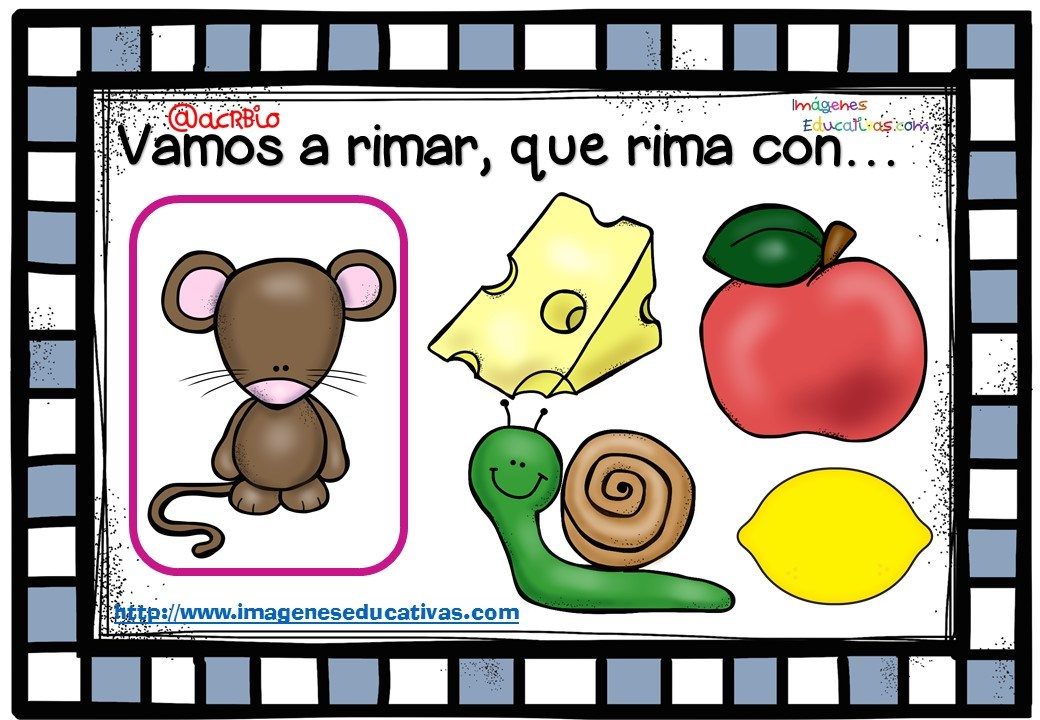 @acrbio
Imágenes
Educativas.com
Vamos a rimar, que rima con...
http://www.imageneseducativas.com